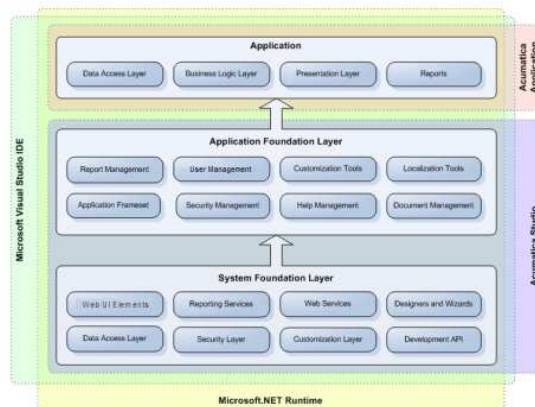 Application
Data Access Layer
Business Logic Layer
Presentation Layer
Reports
Acumatica
Application
Application Foundation Layer
Report Management
User Management
Customization Tools
Localization Tools
Application Frameset
Security Management
Help Management
Document Management
Microsoft Visual Studio IDE
Acumatica Studio
System Foundation Layer
Web UI Elements
Reporting Services
Web Services
Designers and Wizards
Data Access Layer
Security Layer
Customization Layer
Development API
Microsoft.NET Runtime